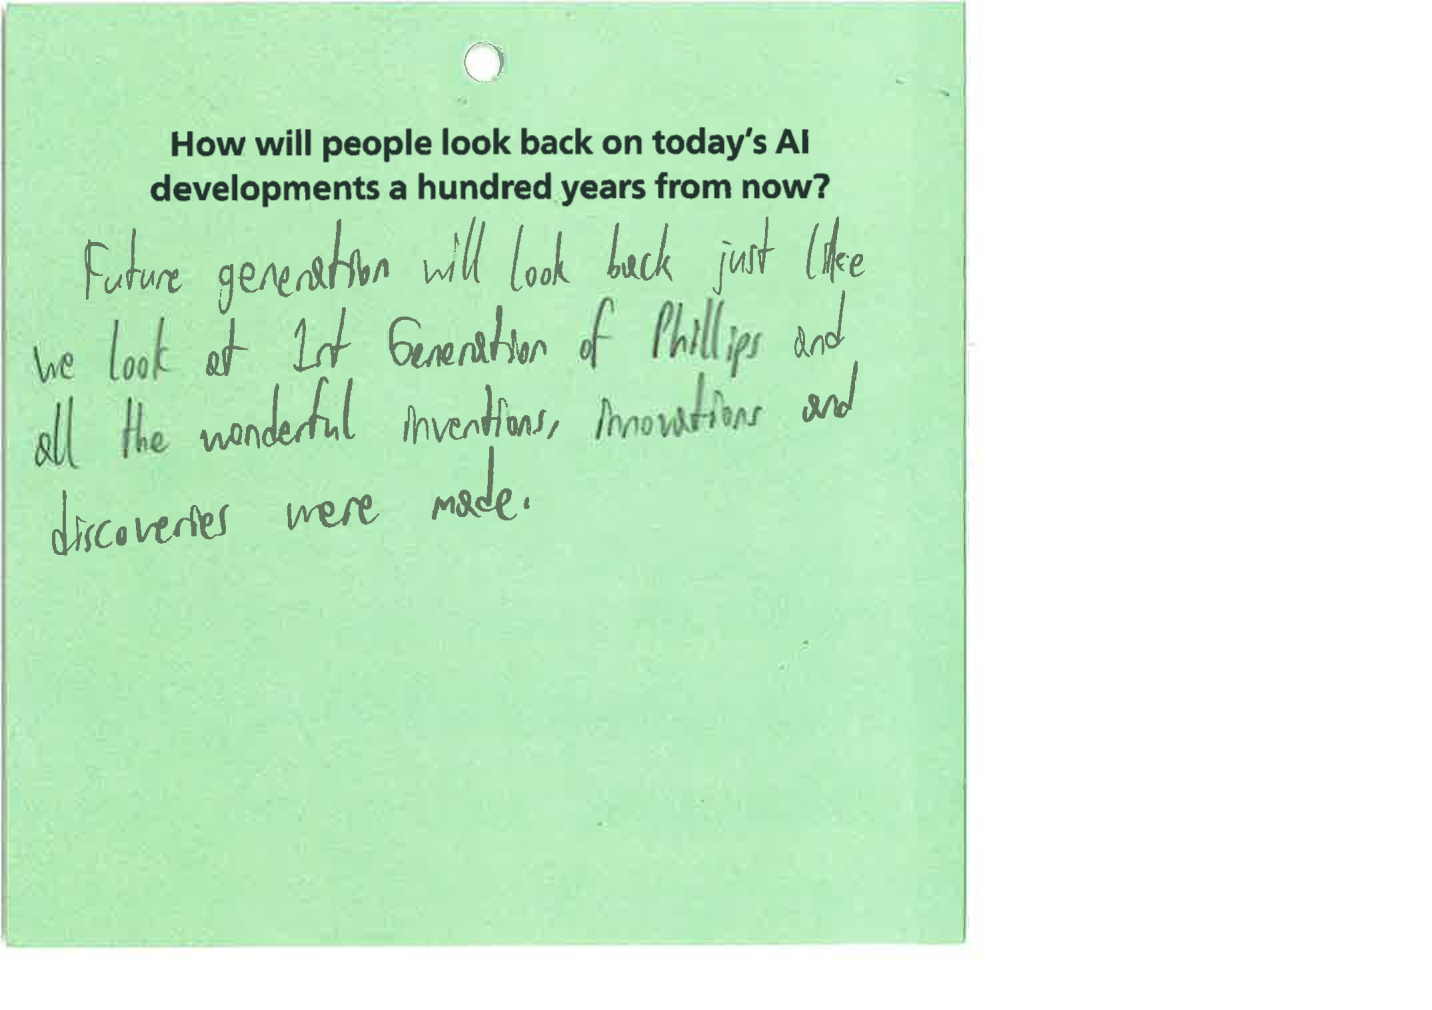 How will people look back on today's AI
developments a hundred years from now?
Future generation will look back just like
we look at 1st Generation of Phillips and
all the wonderful inventions, innovations and
discoveries were made.